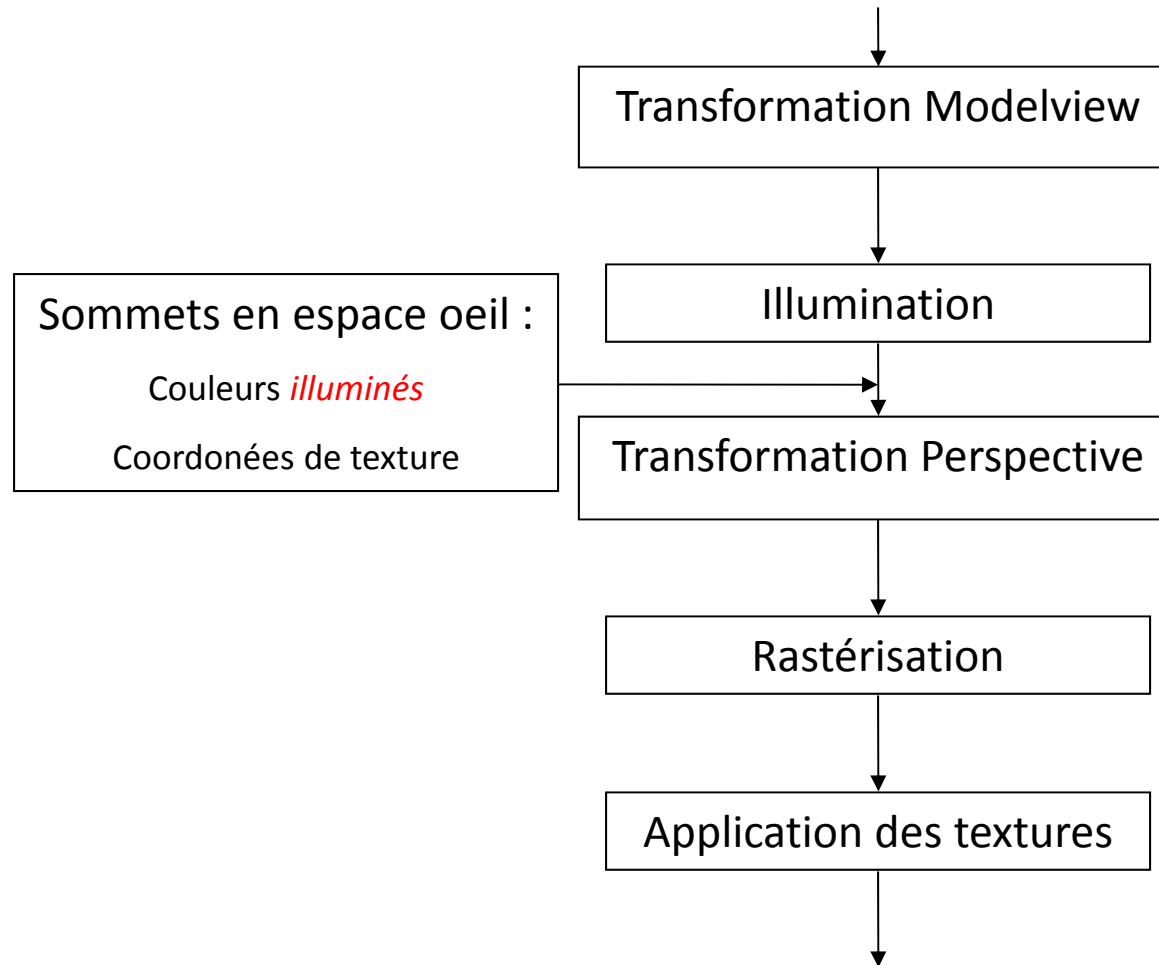 Transformation Modelview
Illumination
Sommets en espace oeil :
Couleurs illuminés
Coordonées de texture
Transformation Perspective
Rastérisation
Application des textures